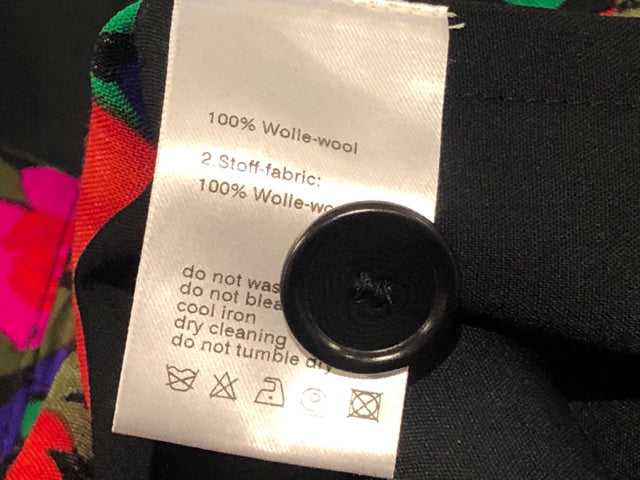 100% Wolle-wool
2.Stoff-fabric:
100% Wolle-wo
do not was
do not blea
cool iron
dry cleaning
do not tumble dry